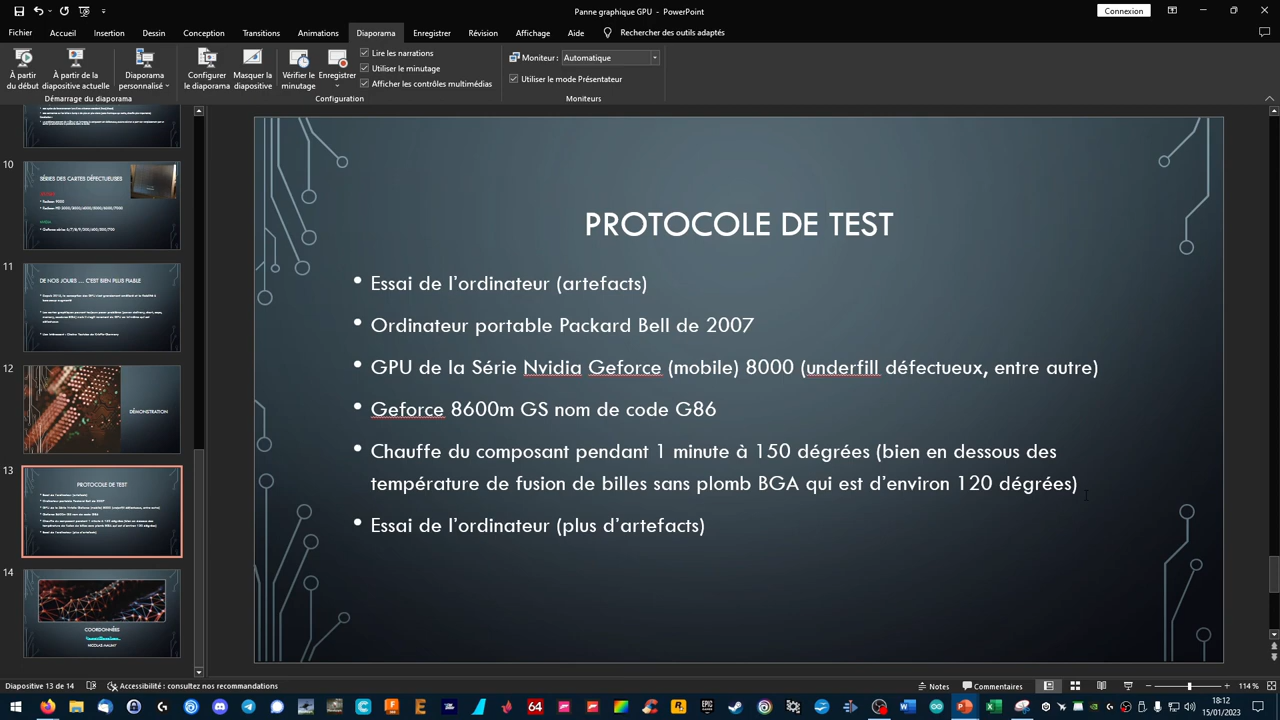 Panne graphique GPU - PowerPoint
Connexion
Fichier Accueil Insertion Dessin Conception Transitions Animations Diaporama Enregistrer Révision Affichage Aide Rechercher des outils adaptés
À partir du début
À partir de la diapositive actuelle
Diaporama personnalisé
Configurer le diaporama
Masquer la diapositive
Vérifier le minutage
Enregistrer
Lire les narrations
Utiliser le minutage
Afficher les contrôles multimédias
Moniteur : Automatique
Utiliser le mode Présentateur
Démarrage du diaporama
Configuration
Moniteurs
10
SÉRIES DES CARTES DÉFECTUEUSES
11
DE NOS JOURS ... C'EST BIEN PLUS FIABLE
12
DÉMONSTRATION
13
PROTOCOLE DE TEST
14
COORDONNÉES
PROTOCOLE DE TEST
• Essai de l'ordinateur (artefacts)
• Ordinateur portable Packard Bell de 2007
• GPU de la Série Nvidia Geforce (mobile) 8000 (underfill défectueux, entre autre)
• Geforce 8600m GS nom de code G86
• Chauffe du composant pendant 1 minute à 150 dégrées (bien en dessous des
température de fusion de billes sans plomb BGA qui est d'environ 120 dégrées)
• Essai de l'ordinateur (plus d'artefacts)
Diapositive 13 de 14
Accessibilité : consultez nos recommandations
Notes
Commentaires
114 %
64
18:12
15/01/2023